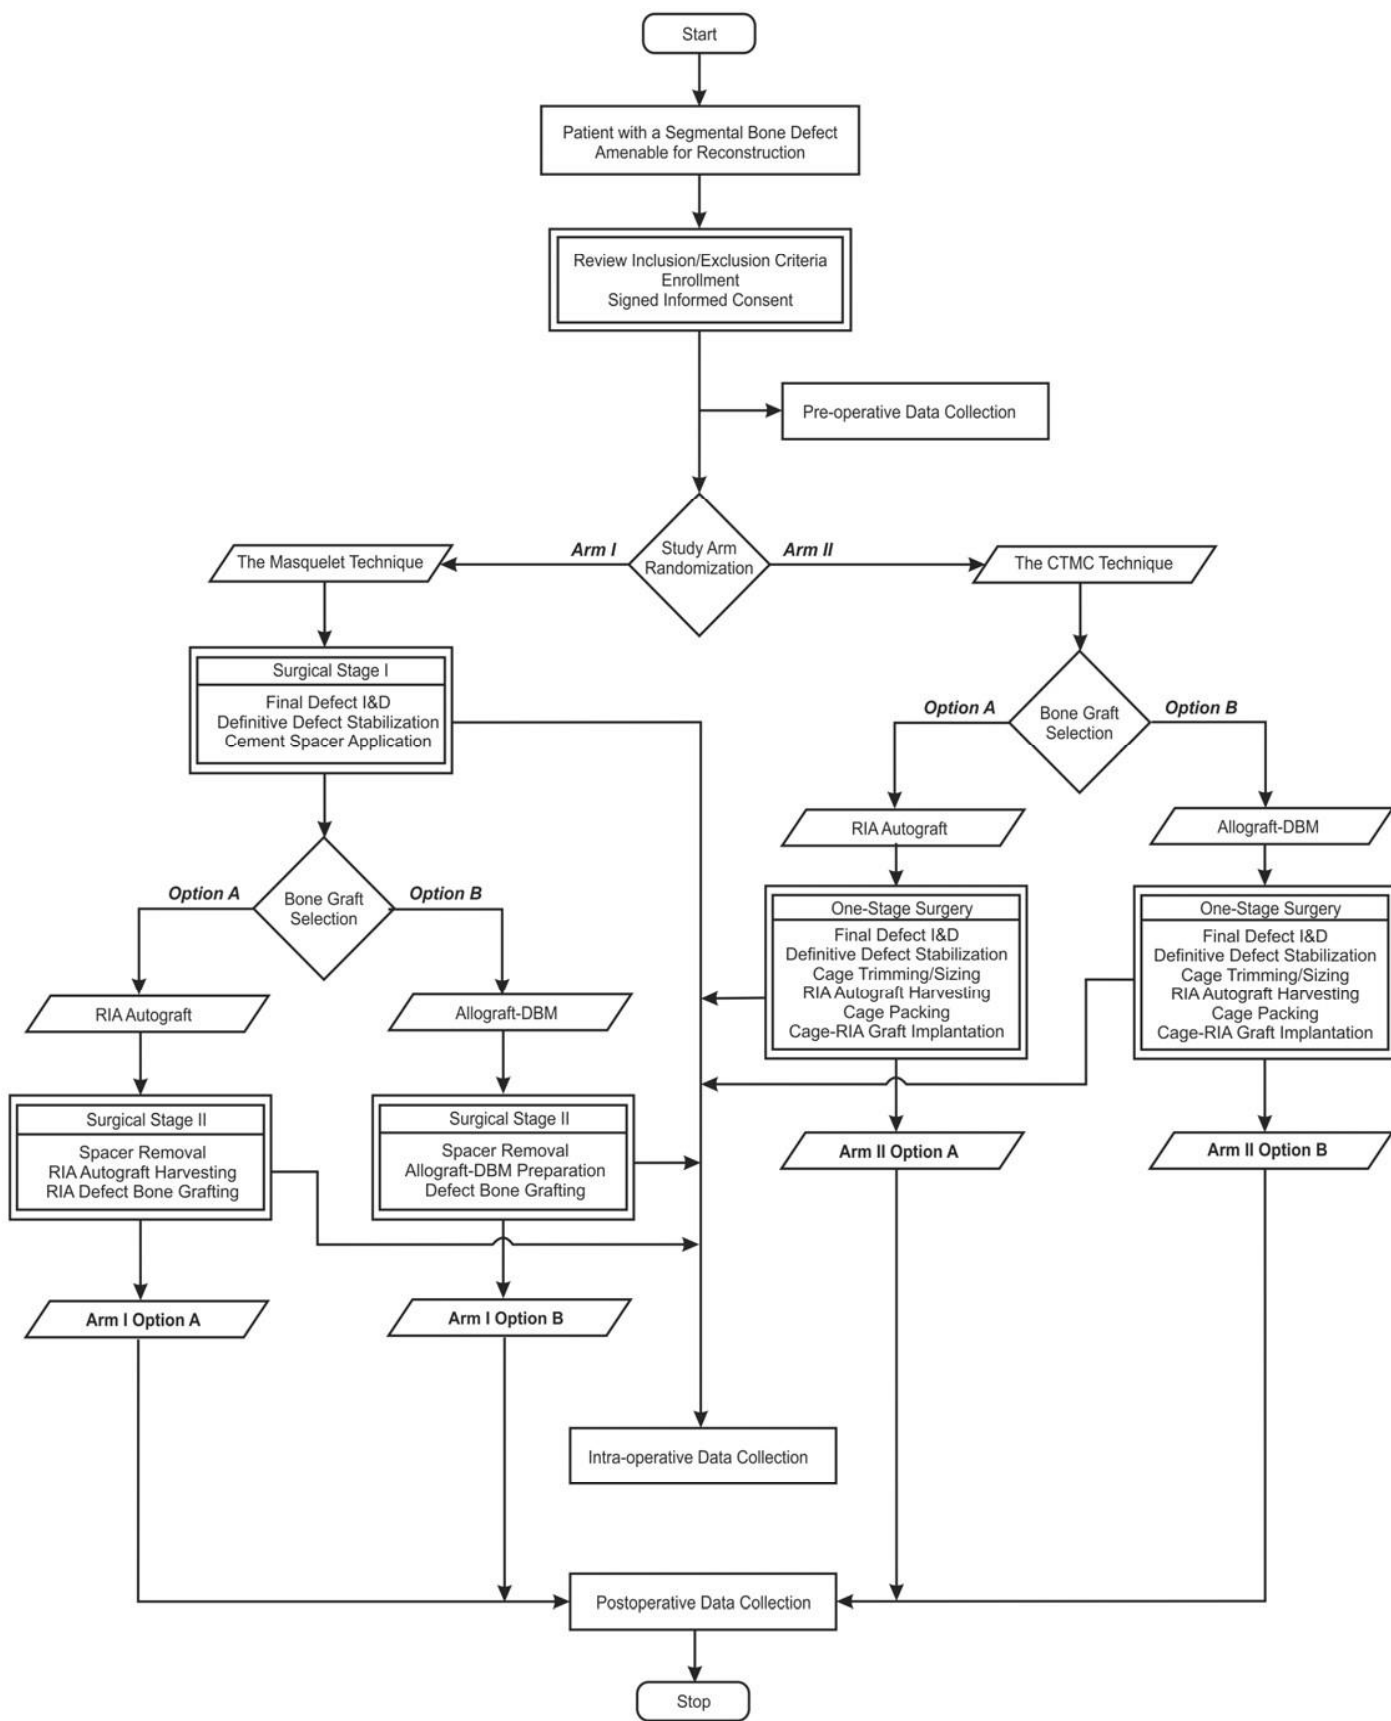 Start
Patient with a Segmental Bone Defect
Amenable for Reconstruction
Review Inclusion/Exclusion Criteria
Enrollment
Signed Informed Consent
Pre-operative Data Collection
Study Arm
Randomization
Arm I
Arm II
The Masquelet Technique
The CTMC Technique
Surgical Stage I
Final Defect I&D
Definitive Defect Stabilization
Cement Spacer Application
Bone Graft
Selection
Option A
Option B
RIA Autograft
Allograft-DBM
Surgical Stage II
Spacer Removal
RIA Autograft Harvesting
RIA Defect Bone Grafting
Surgical Stage II
Spacer Removal
Allograft-DBM Preparation
Defect Bone Grafting
Arm I Option A
Arm I Option B
Bone Graft
Selection
Option A
Option B
RIA Autograft
Allograft-DBM
One-Stage Surgery
Final Defect I&D
Definitive Defect Stabilization
Cage Trimming/Sizing
RIA Autograft Harvesting
Cage Packing
Cage-RIA Graft Implantation
One-Stage Surgery
Final Defect I&D
Definitive Defect Stabilization
Cage Trimming/Sizing
RIA Autograft Harvesting
Cage Packing
Cage-RIA Graft Implantation
Arm II Option A
Arm II Option B
Intra-operative Data Collection
Postoperative Data Collection
Stop